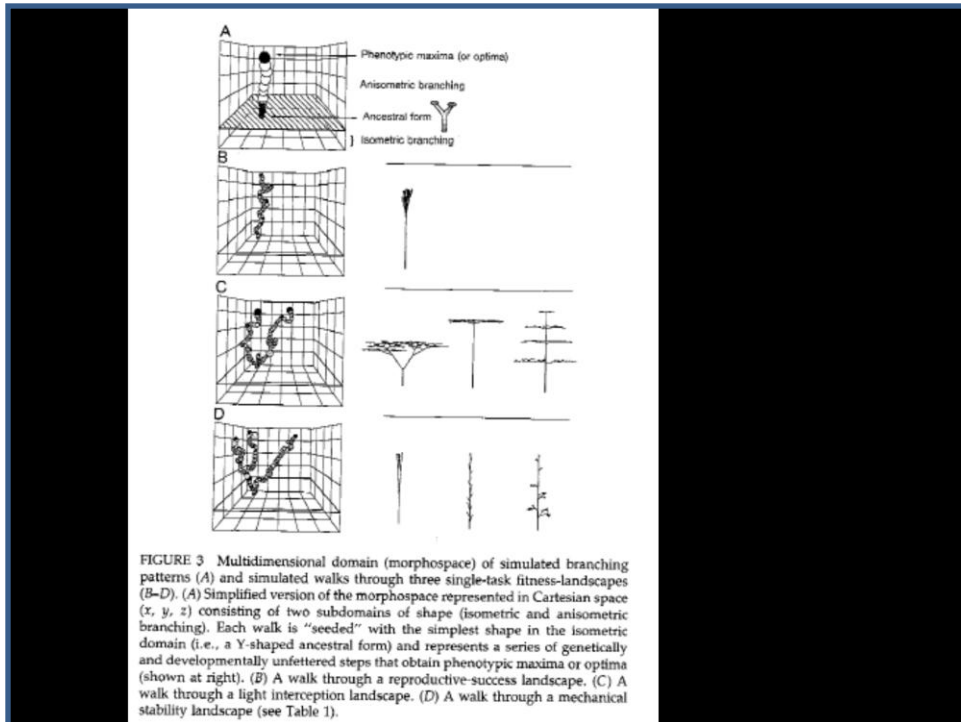 A
Phenotypic maxima (or optima)
Anisometric branching
Ancestral form
} Isometric branching
B
C
D
FIGURE 3 Multidimensional domain (morphospace) of simulated branching
patterns (A) and simulated walks through three single-task fitness-landscapes
(B–D). (A) Simplified version of the morphospace represented in Cartesian space
(x, y, z) consisting of two subdomains of shape (isometric and anisometric
branching). Each walk is “seeded” with the simplest shape in the isometric
domain (i.e., a Y-shaped ancestral form) and represents a series of genetically
and developmentally unfettered steps that obtain phenotypic maxima or optima
(shown at right). (B) A walk through a reproductive-success landscape. (C) A
walk through a light interception landscape. (D) A walk through a mechanical
stability landscape (see Table 1).